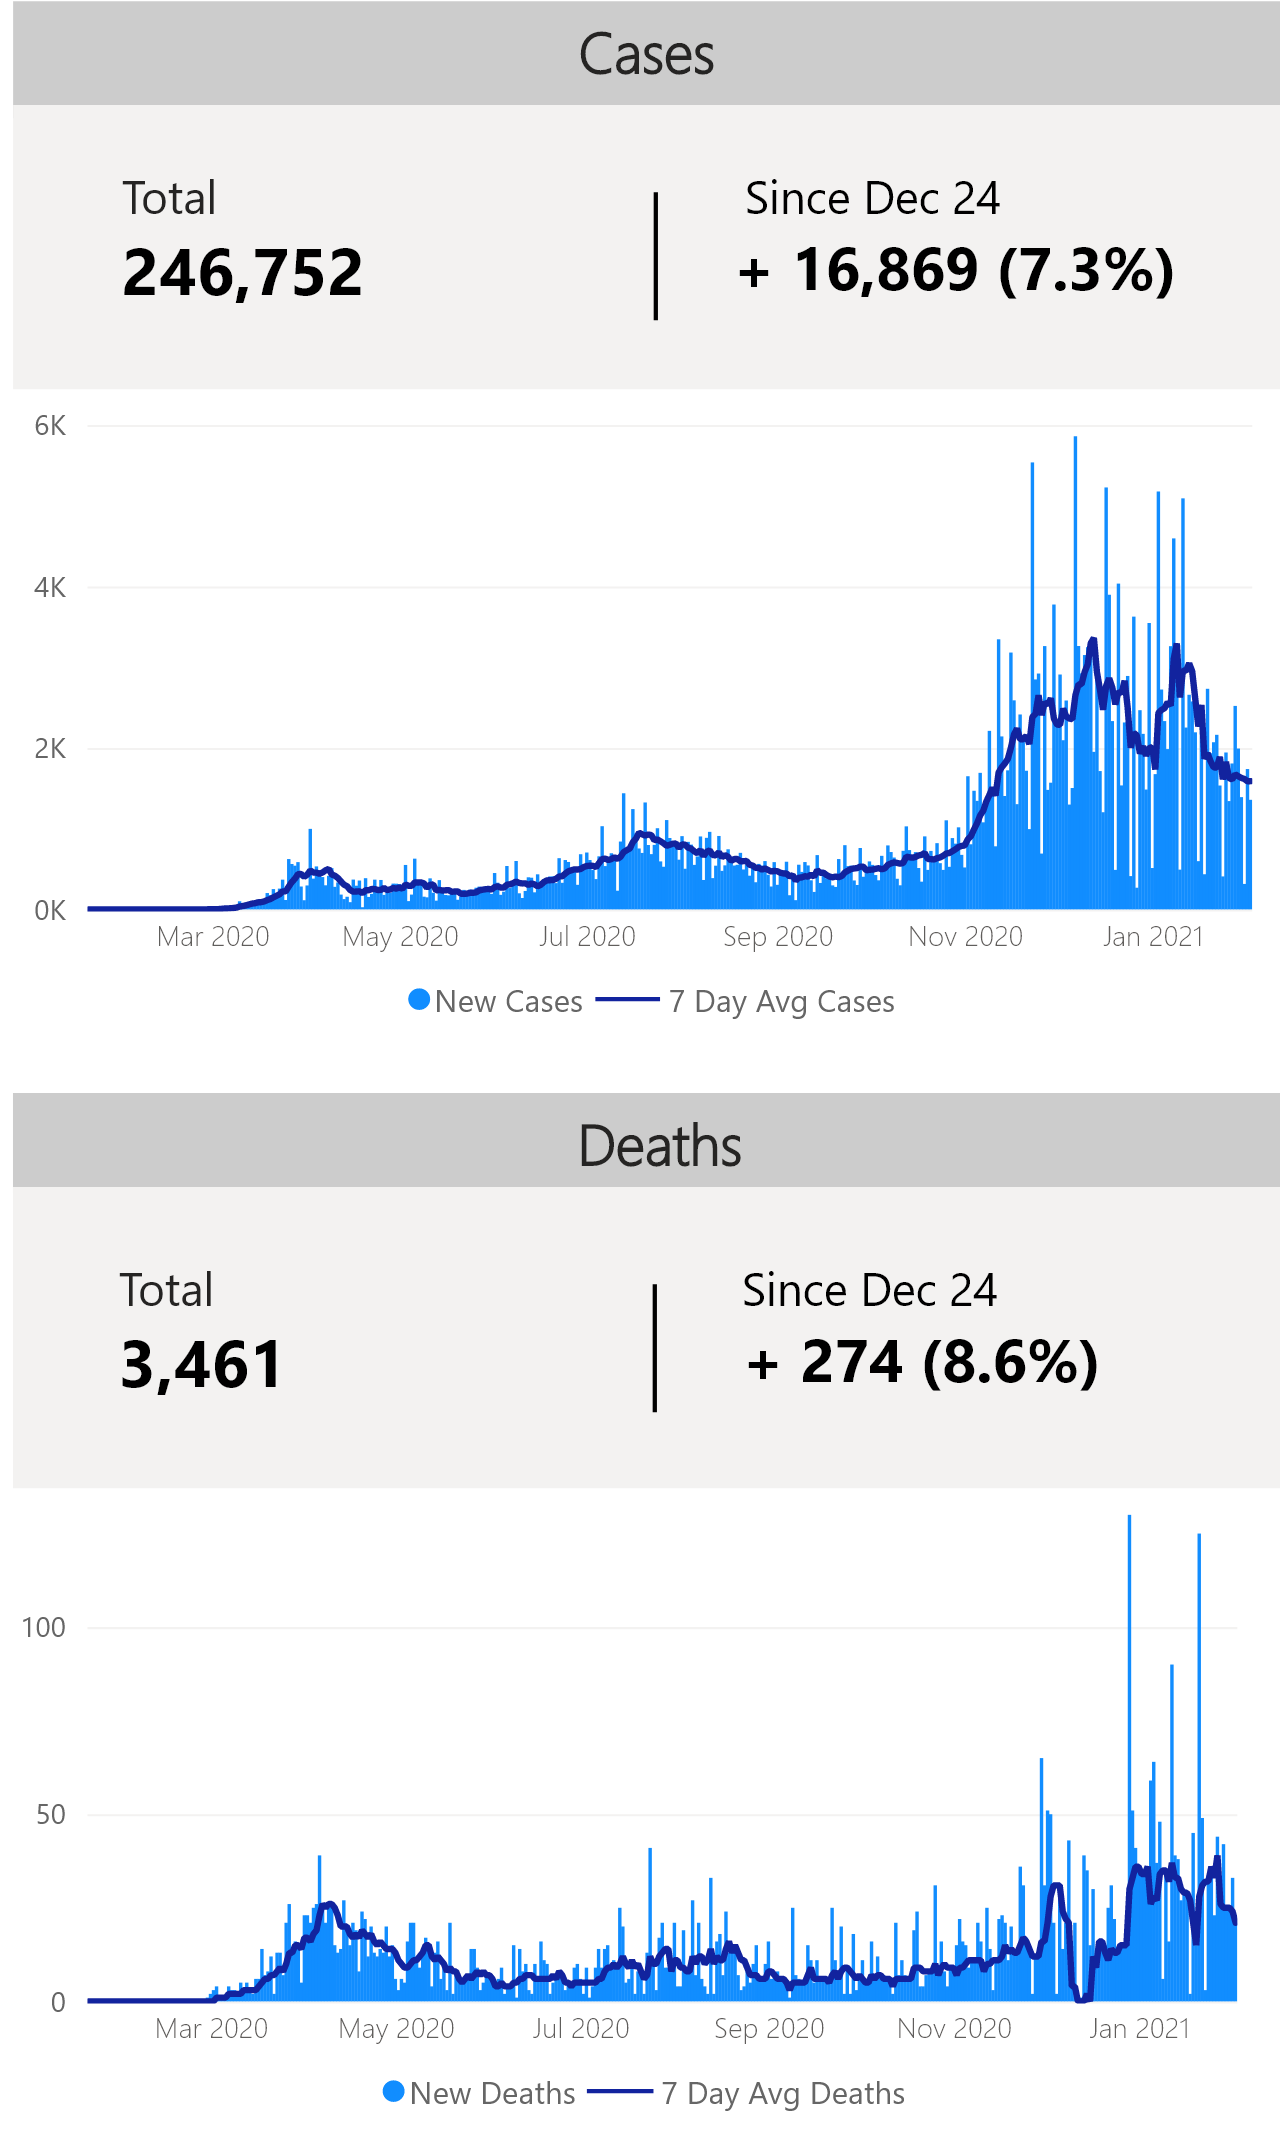 Cases
Total
246,752
Since Dec 24
+ 16,869 (7.3%)
6K
4K
2K
0K
Mar 2020 May 2020 Jul 2020 Sep 2020 Nov 2020 Jan 2021
New Cases 7 Day Avg Cases
Deaths
Total
3,461
Since Dec 24
+ 274 (8.6%)
100
50
0
Mar 2020 May 2020 Jul 2020 Sep 2020 Nov 2020 Jan 2021
New Deaths 7 Day Avg Deaths